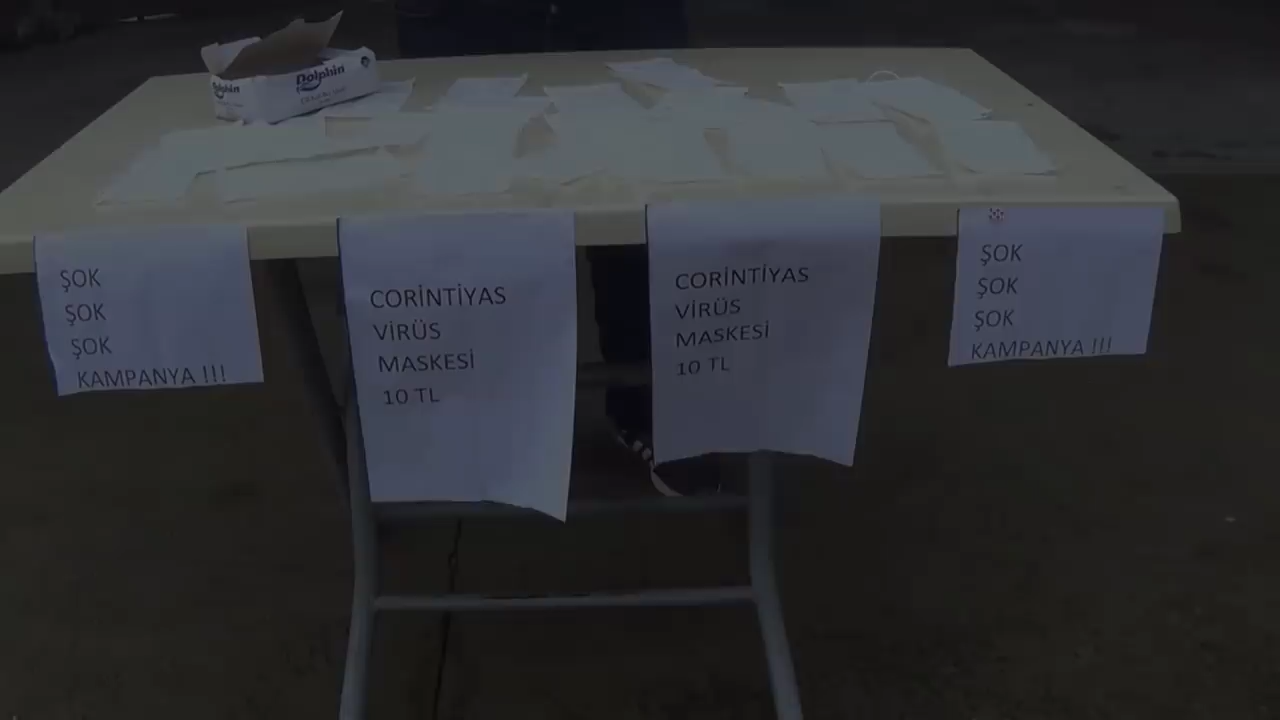 Dolphin
Dolphin
ŞOK
ŞOK
ŞOK
KAMPANYA !!!
CORİNTİYAS
VİRÜS
MASKESİ
10 TL
CORİNTİYAS
VİRÜS
MASKESİ
10 TL
ŞOK
ŞOK
ŞOK
KAMPANYA !!!